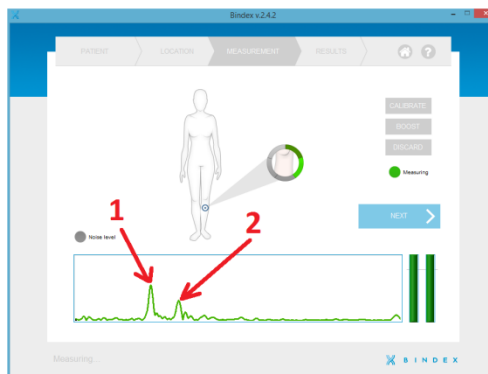 Bindex v.2.4.2
PATIENT
LOCATION
MEASUREMENT
RESULTS
?
CALIBRATE
BOOST
DISCARD
Measuring
NEXT
1
2
Noise level
Measuring...
BINDEX